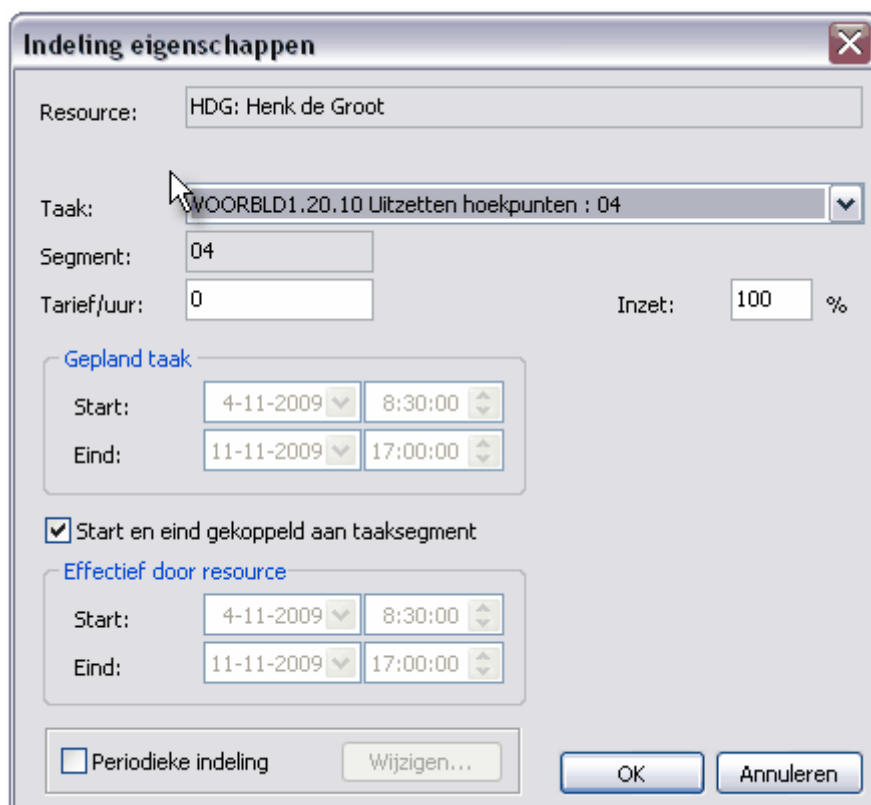 Indeling eigenschappen
Resource: HDG: Henk de Groot
Taak: VOORBLD1.20.10 Uitzetten hoekpunten : 04
Segment: 04
Tarief/uur: 0 Inzet: 100 %
Gepland taak
Start: 4-11-2009 8:30:00
Eind: 11-11-2009 17:00:00
Start en eind gekoppeld aan taaksegment
Effectief door resource
Start: 4-11-2009 8:30:00
Eind: 11-11-2009 17:00:00
Periodieke indeling Wijzigen... OK Annuleren